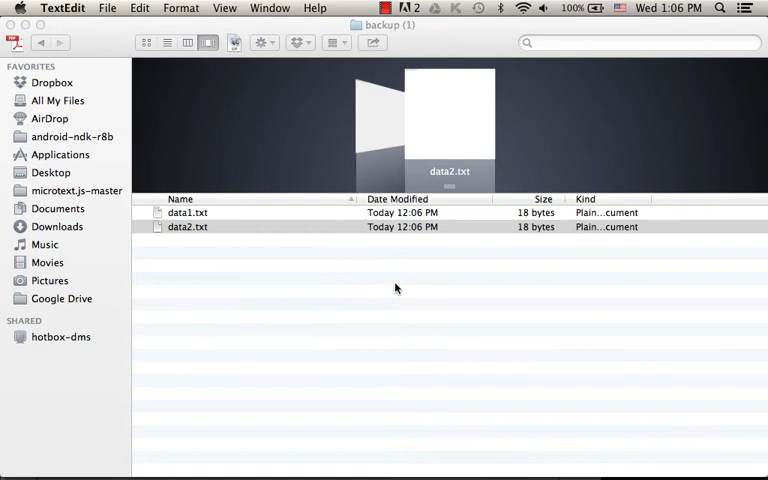 TextEdit File Edit Format View Window Help 2 100% Wed 1:06 PM
backup (1)
PDF
FAVORITES
Dropbox
All My Files
AirDrop
android-ndk-r8b
Applications
Desktop
microtext.js-master
Documents
Downloads
Music
Movies
Pictures
Google Drive
SHARED
hotbox-dms
data2.txt
Name Date Modified Size Kind
data1.txt Today 12:06 PM 18 bytes Plain...cument
data2.txt Today 12:06 PM 18 bytes Plain...cument